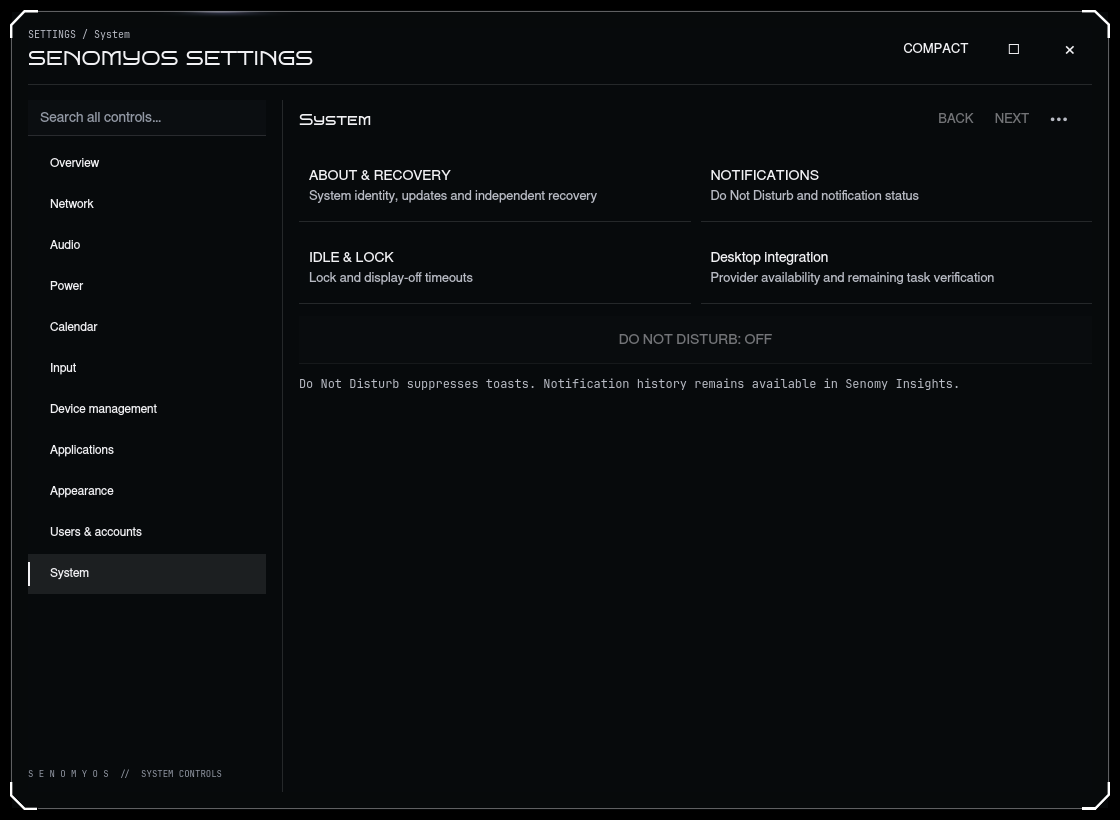 SETTINGS / System
SENOMYOS SETTINGS
COMPACT
Search all controls...
Overview
Network
Audio
Power
Calendar
Input
Device management
Applications
Appearance
Users & accounts
System
SENOMYOS // SYSTEM CONTROLS
System
BACK NEXT
ABOUT & RECOVERY
System identity, updates and independent recovery
NOTIFICATIONS
Do Not Disturb and notification status
IDLE & LOCK
Lock and display-off timeouts
Desktop integration
Provider availability and remaining task verification
DO NOT DISTURB: OFF
Do Not Disturb suppresses toasts. Notification history remains available in Senomy Insights.